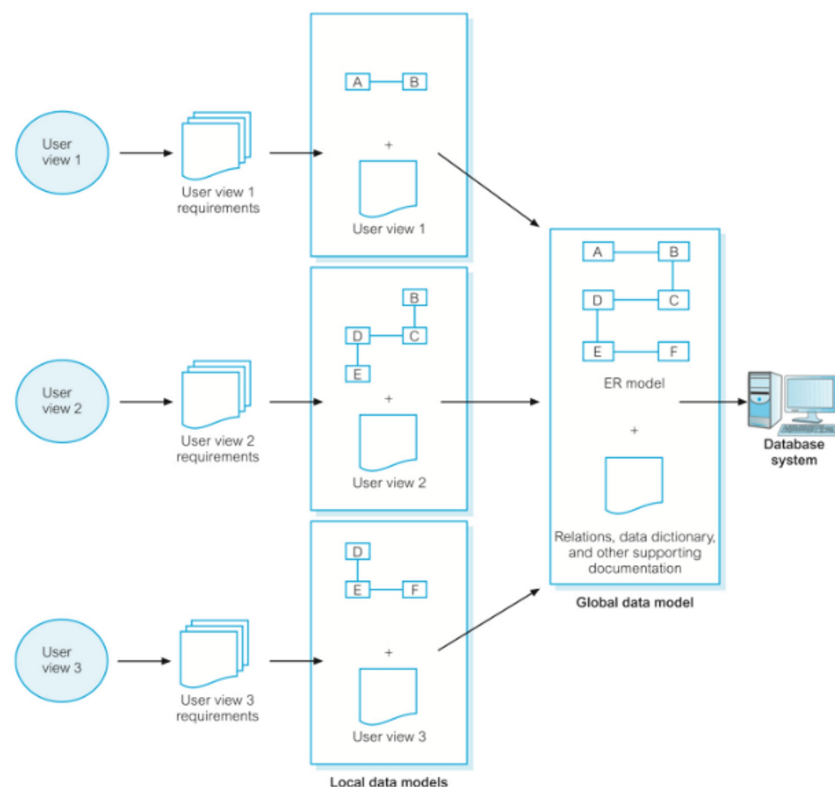 User
view 1
User view 1
requirements
A
B
+
User view 1
User
view 2
User view 2
requirements
B
D
C
E
+
User view 2
User
view 3
User view 3
requirements
D
E
F
+
User view 3
Local data models
A
B
D
C
E
F
ER model
+
Relations, data dictionary,
and other supporting
documentation
Global data model
Database
system